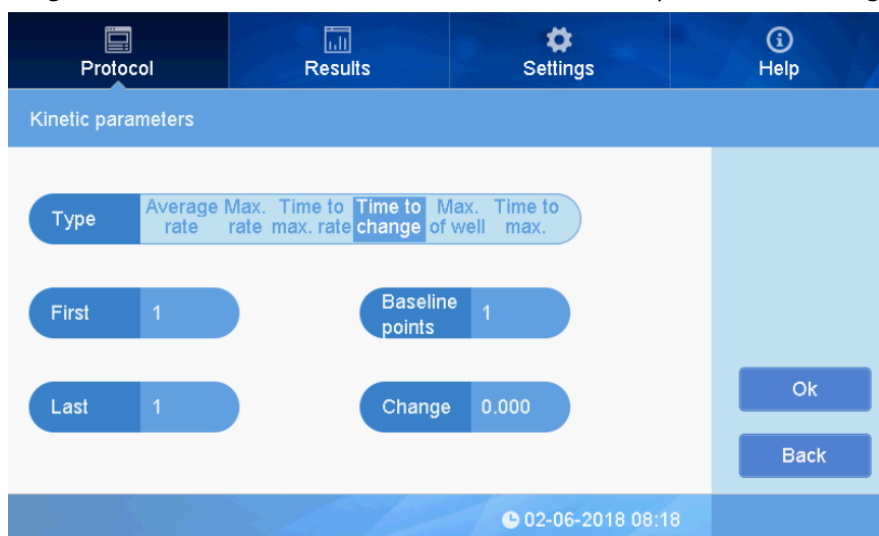 Protocol Results Settings Help
Kinetic parameters
Type
Average rate
Max. rate
Time to max. rate
Time to change
Max. of well
Time to max.
First 1
Baseline points 1
Last 1
Change 0.000
Ok
Back
02-06-2018 08:18